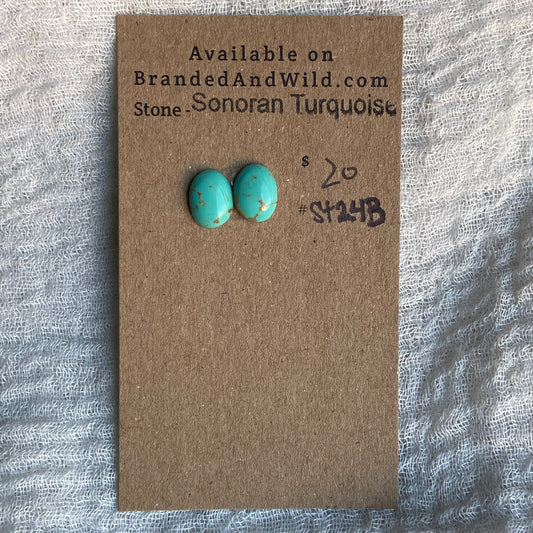 Available on
BrandedAndWild.com
Stone - Sonoran Turquoise
$ 20
# St24B